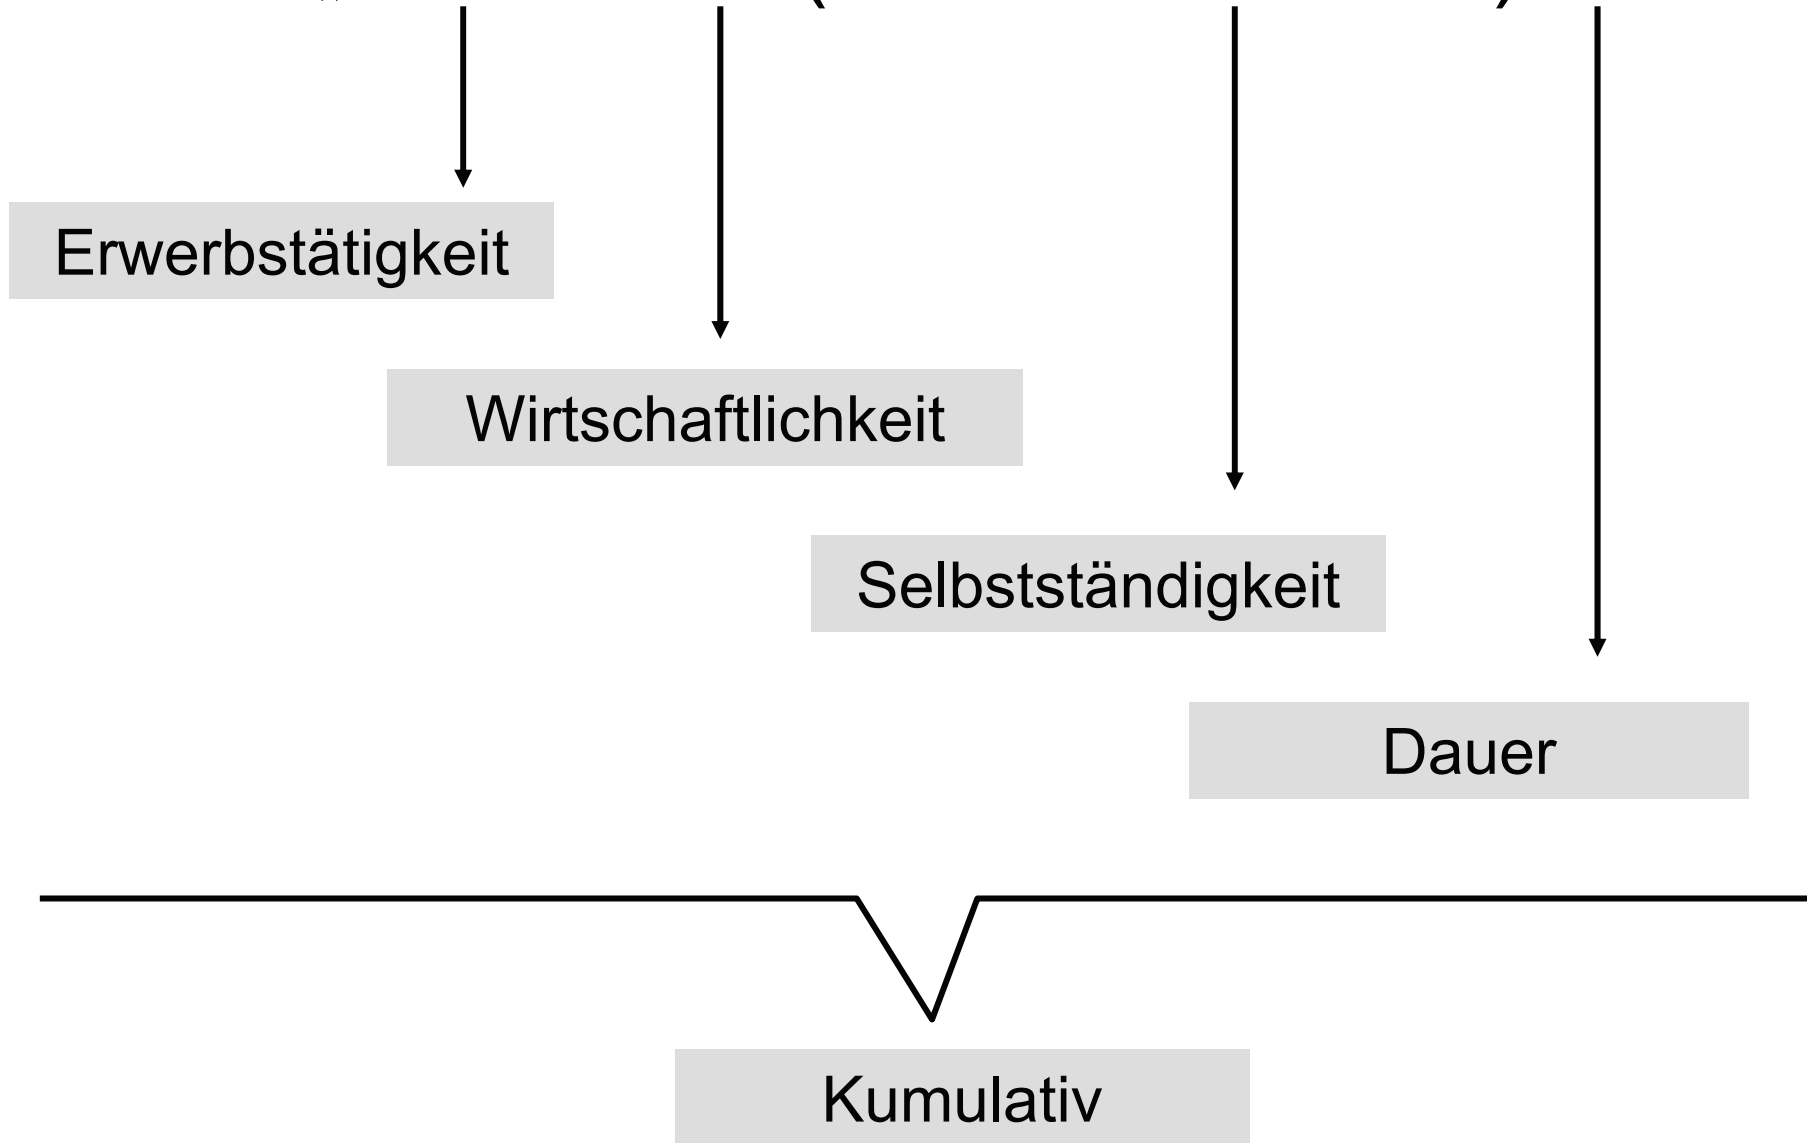 Erwerbstätigkeit
Wirtschaftlichkeit
Selbstständigkeit
Dauer
Kumulativ